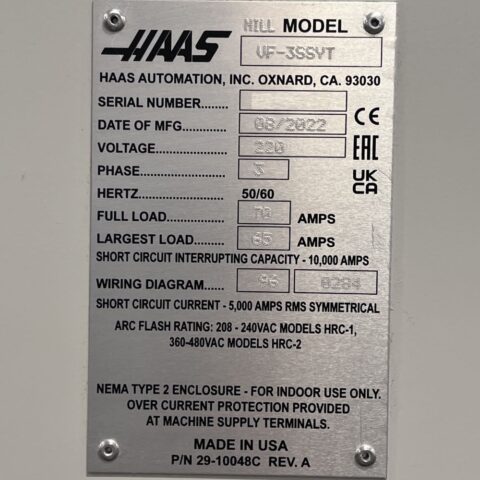 HAAS MILL MODEL
VF-3SSYT
HAAS AUTOMATION, INC. OXNARD, CA. 93030
SERIAL NUMBER........
DATE OF MFG........ 08/2022 CE
VOLTAGE............... 220 EAC
PHASE................... 3 UK CA
HERTZ................... 50/60
FULL LOAD............. 70 AMPS
LARGEST LOAD..... 65 AMPS
SHORT CIRCUIT INTERRUPTING CAPACITY - 10,000 AMPS
WIRING DIAGRAM...... 96 0284
SHORT CIRCUIT CURRENT - 5,000 AMPS RMS SYMMETRICAL
ARC FLASH RATING: 208 - 240VAC MODELS HRC-1,
360-480VAC MODELS HRC-2
NEMA TYPE 2 ENCLOSURE - FOR INDOOR USE ONLY.
OVER CURRENT PROTECTION PROVIDED
AT MACHINE SUPPLY TERMINALS.
MADE IN USA
P/N 29-10048C REV. A